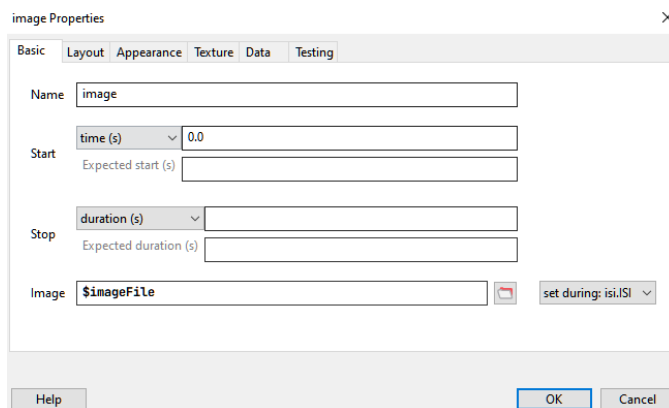 image Properties
Basic Layout Appearance Texture Data Testing
Name image
Start time (s) 0.0
Expected start (s)
Stop duration (s)
Expected duration (s)
Image $imageFile set during: isi.ISI
Help OK Cancel